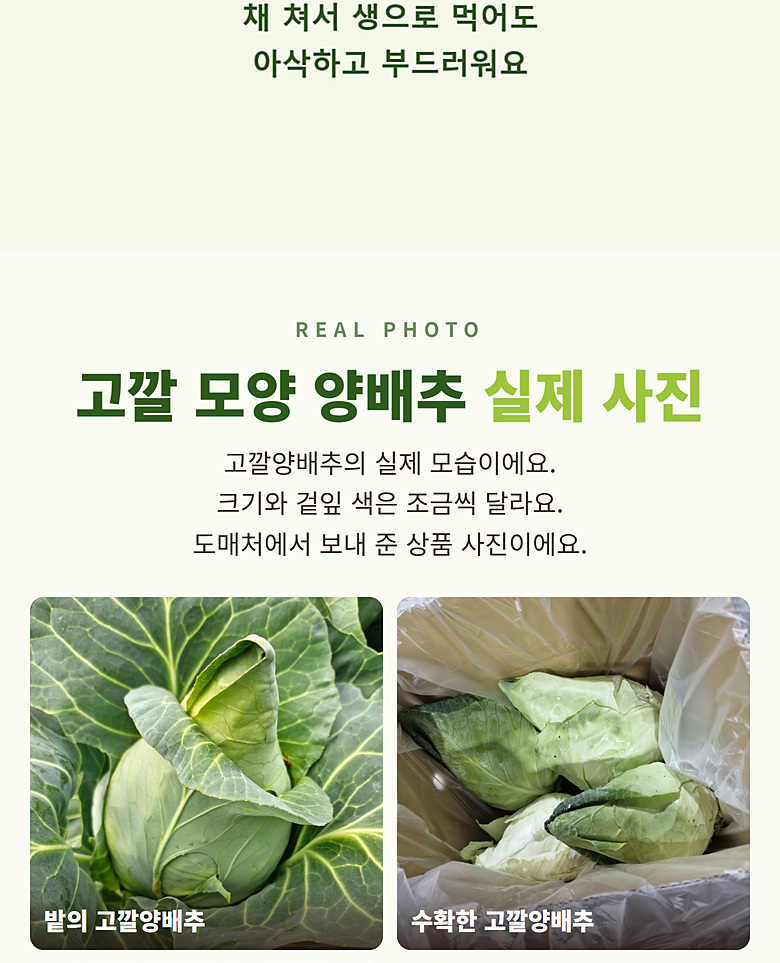 채 쳐서 생으로 먹어도
아삭하고 부드러워요
REAL PHOTO
고깔 모양 양배추 실제 사진
고깔양배추의 실제 모습이에요.
크기와 겉잎 색은 조금씩 달라요.
도매처에서 보내 준 상품 사진이에요.
밭의 고깔양배추
수확한 고깔양배추